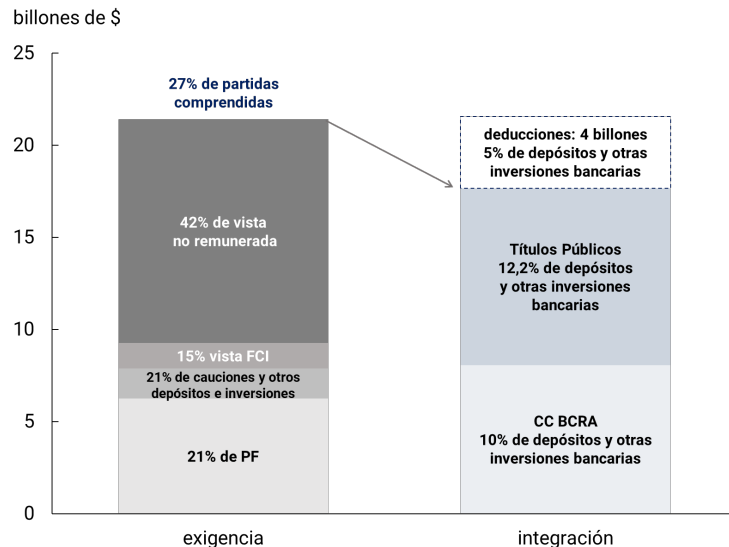 billones de $
25
20
15
10
5
0
27% de partidas
comprendidas
42% de vista
no remunerada
15% vista FCI
21% de cauciones y otros
depósitos e inversiones
21% de PF
exigencia
deducciones: 4 billones
5% de depósitos y otras
inversiones bancarias
Títulos Públicos
12,2% de depósitos
y otras inversiones
bancarias
CC BCRA
10% de depósitos y otras
inversiones bancarias
integración